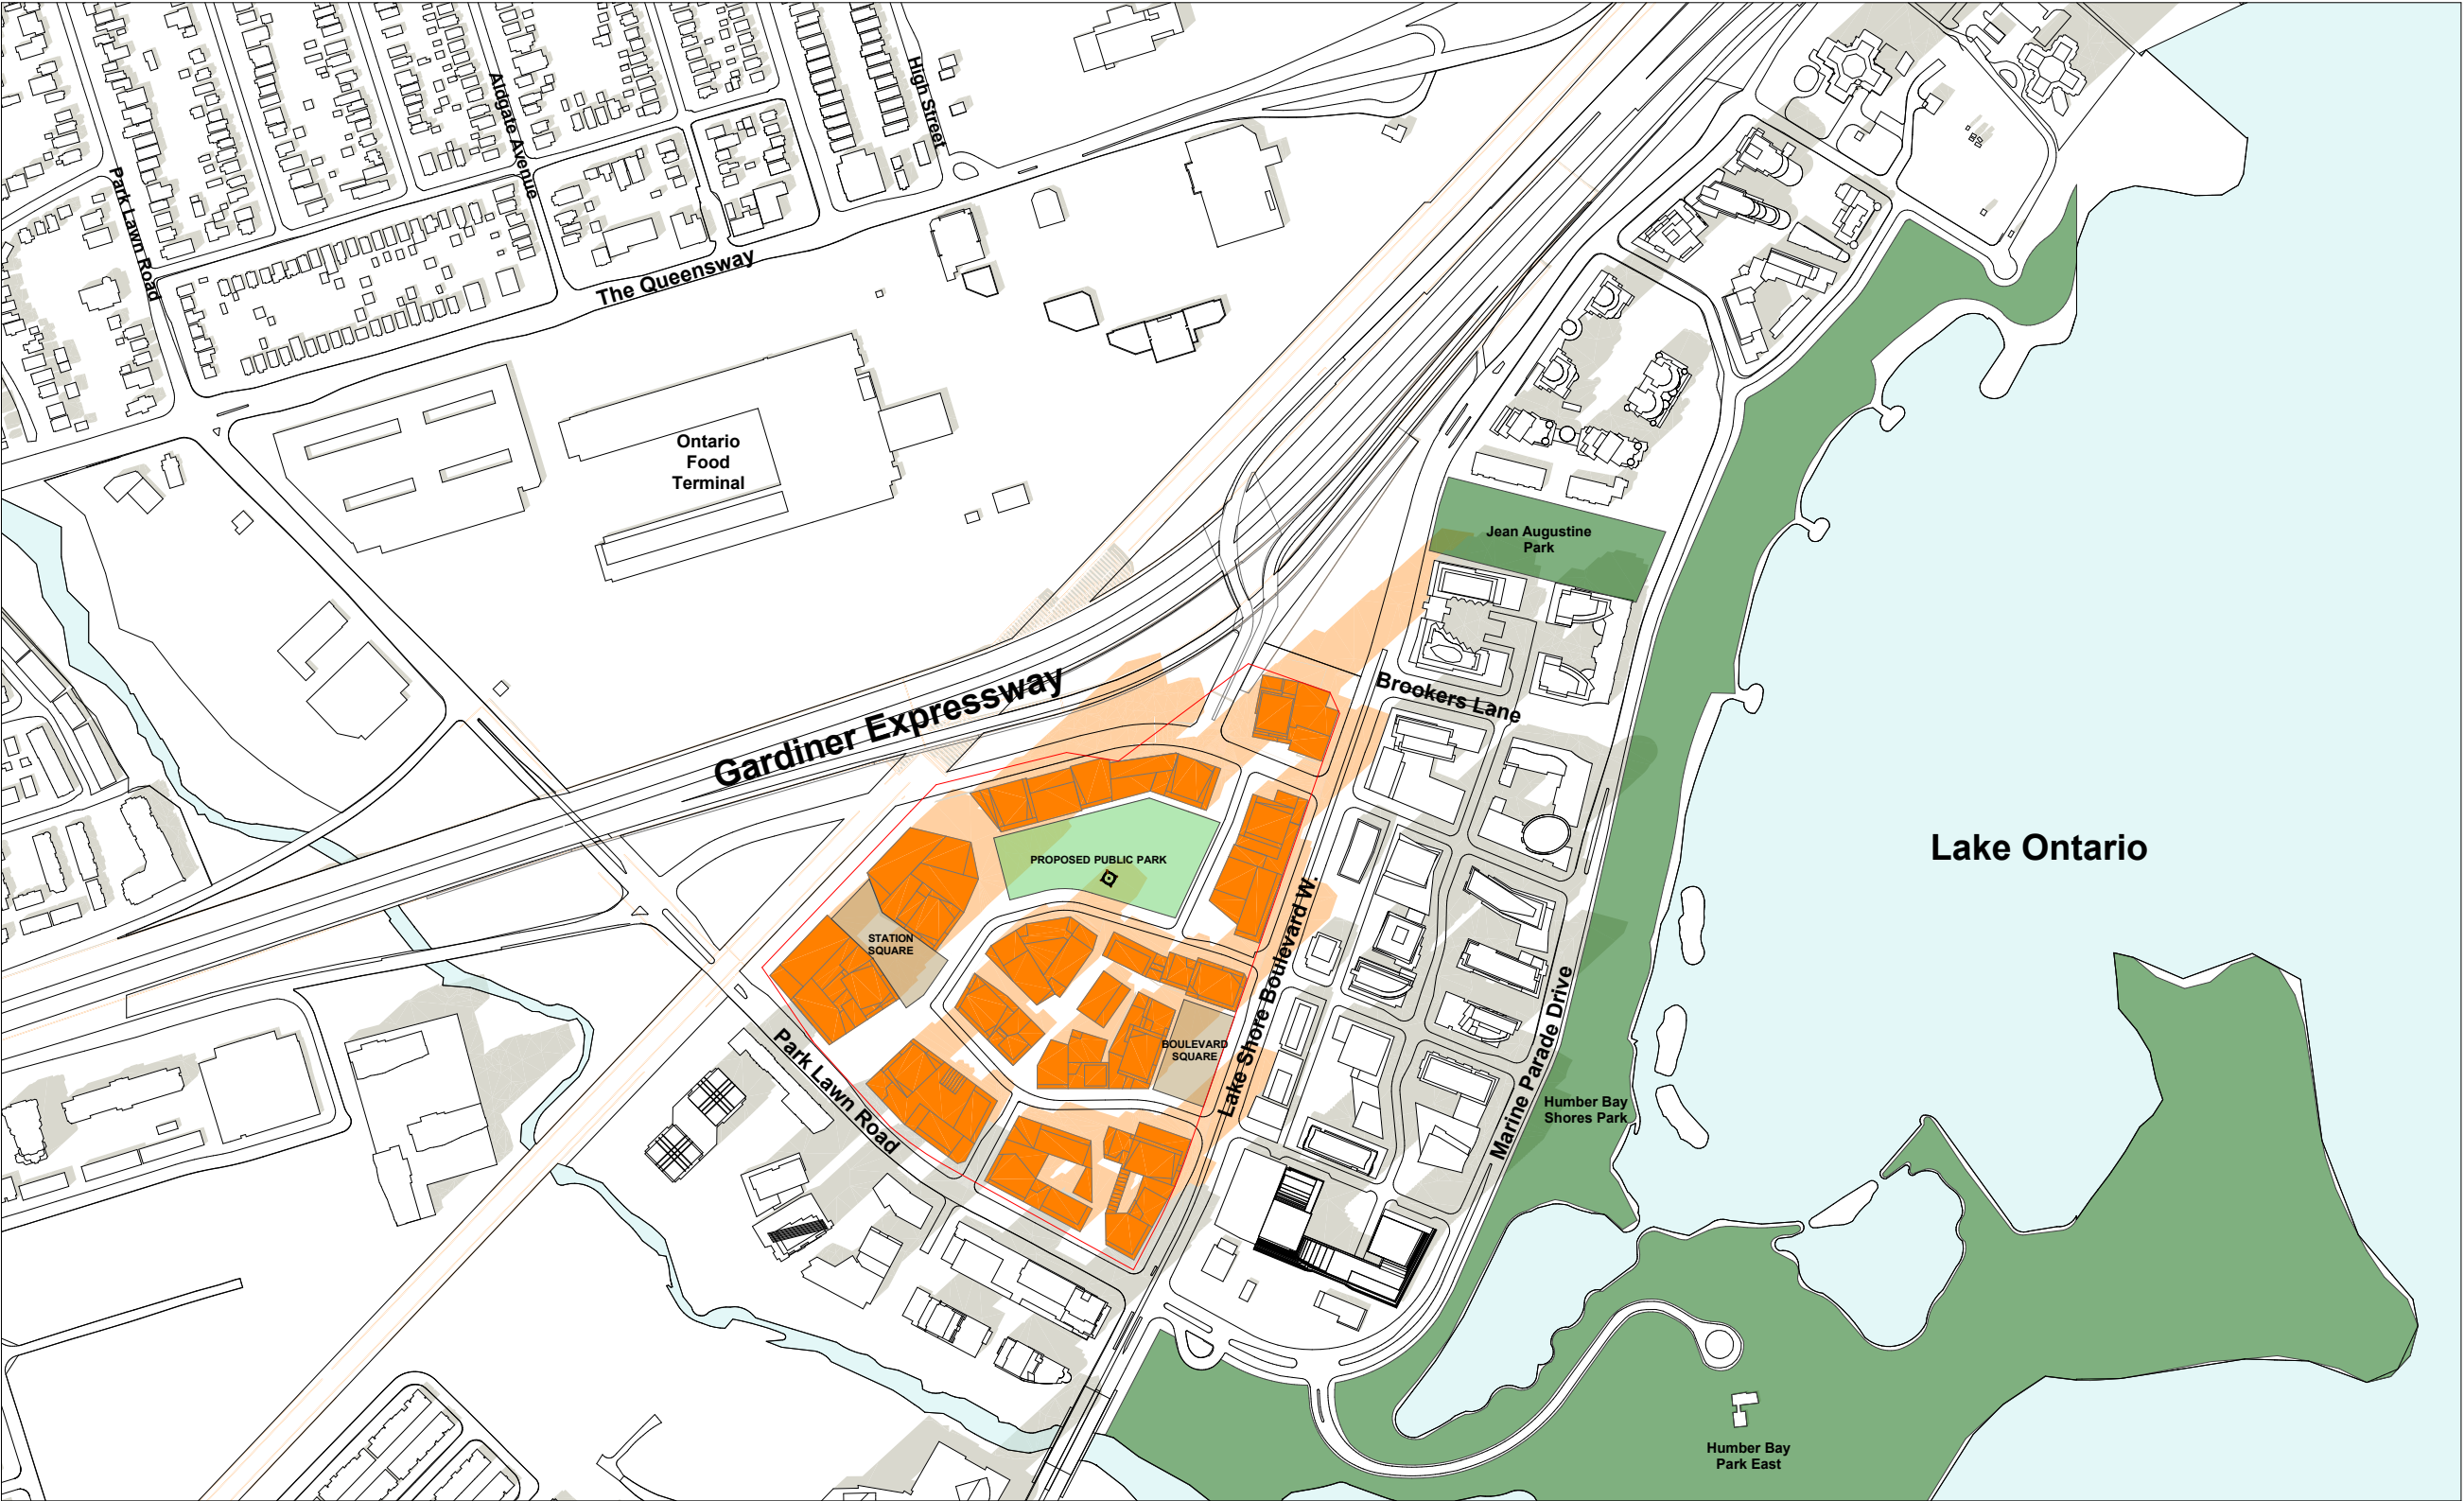 High Street
Aldgate Avenue
Park Lawn Road
The Queensway
Ontario
Food
Terminal
Jean Augustine
Park
Brookers Lane
Gardiner Expressway
PROPOSED PUBLIC PARK
Lake Ontario
STATION
SQUARE
Lake Shore Boulevard W.
BOULEVARD
SQUARE
Park Lawn Road
Marine Parade Drive
Humber Bay
Shores Park
Humber Bay
Park East